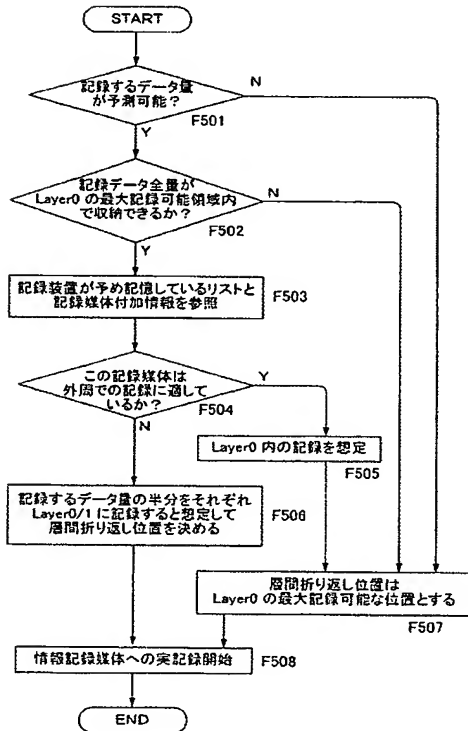 START
記録するデータ量
が予測可能？
N
F501
Y
記録データ全量が
Layer0 の最大記録可能領域内
で収納できるか？
N
F502
Y
記録装置が予め記憶しているリストと
記録媒体付加情報を参照
F503
この記録媒体は
外周での記録に適して
いるか？
Y
F504
N
Layer0 内の記録を想定
F505
記録するデータ量の半分をそれぞれ
Layer0/1 に記録すると想定して
層間折り返し位置を決める
F506
層間折り返し位置は
Layer0 の最大記録可能な位置とする
F507
情報記録媒体への実記録開始
F508
END